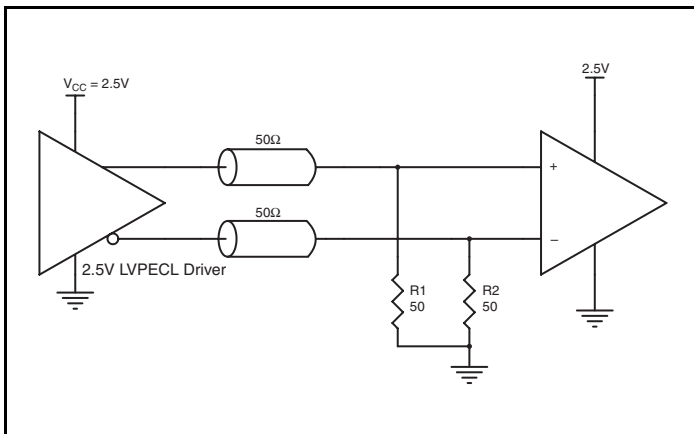 2.5V
V_CC = 2.5V
50Ω
+
50Ω
–
2.5V LVPECL Driver
R1
50
R2
50